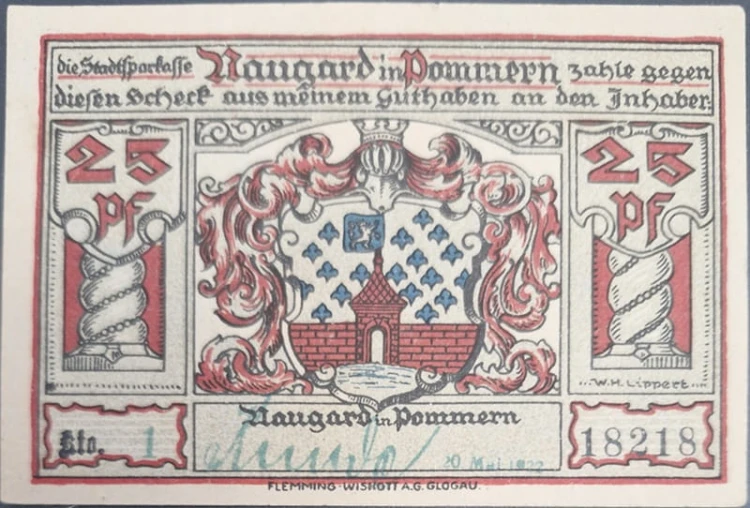 die Stadtsparkasse Naugard in Pommern zahle gegen
diesen Scheck aus meinem Guthaben an den Inhaber:
25 pf
25 pf
W.H. Lippert
Naugard in Pommern
Kto. 1
20 Mai 1922
18218
FLEMMING-WISKOTT A.G. GLOGAU.